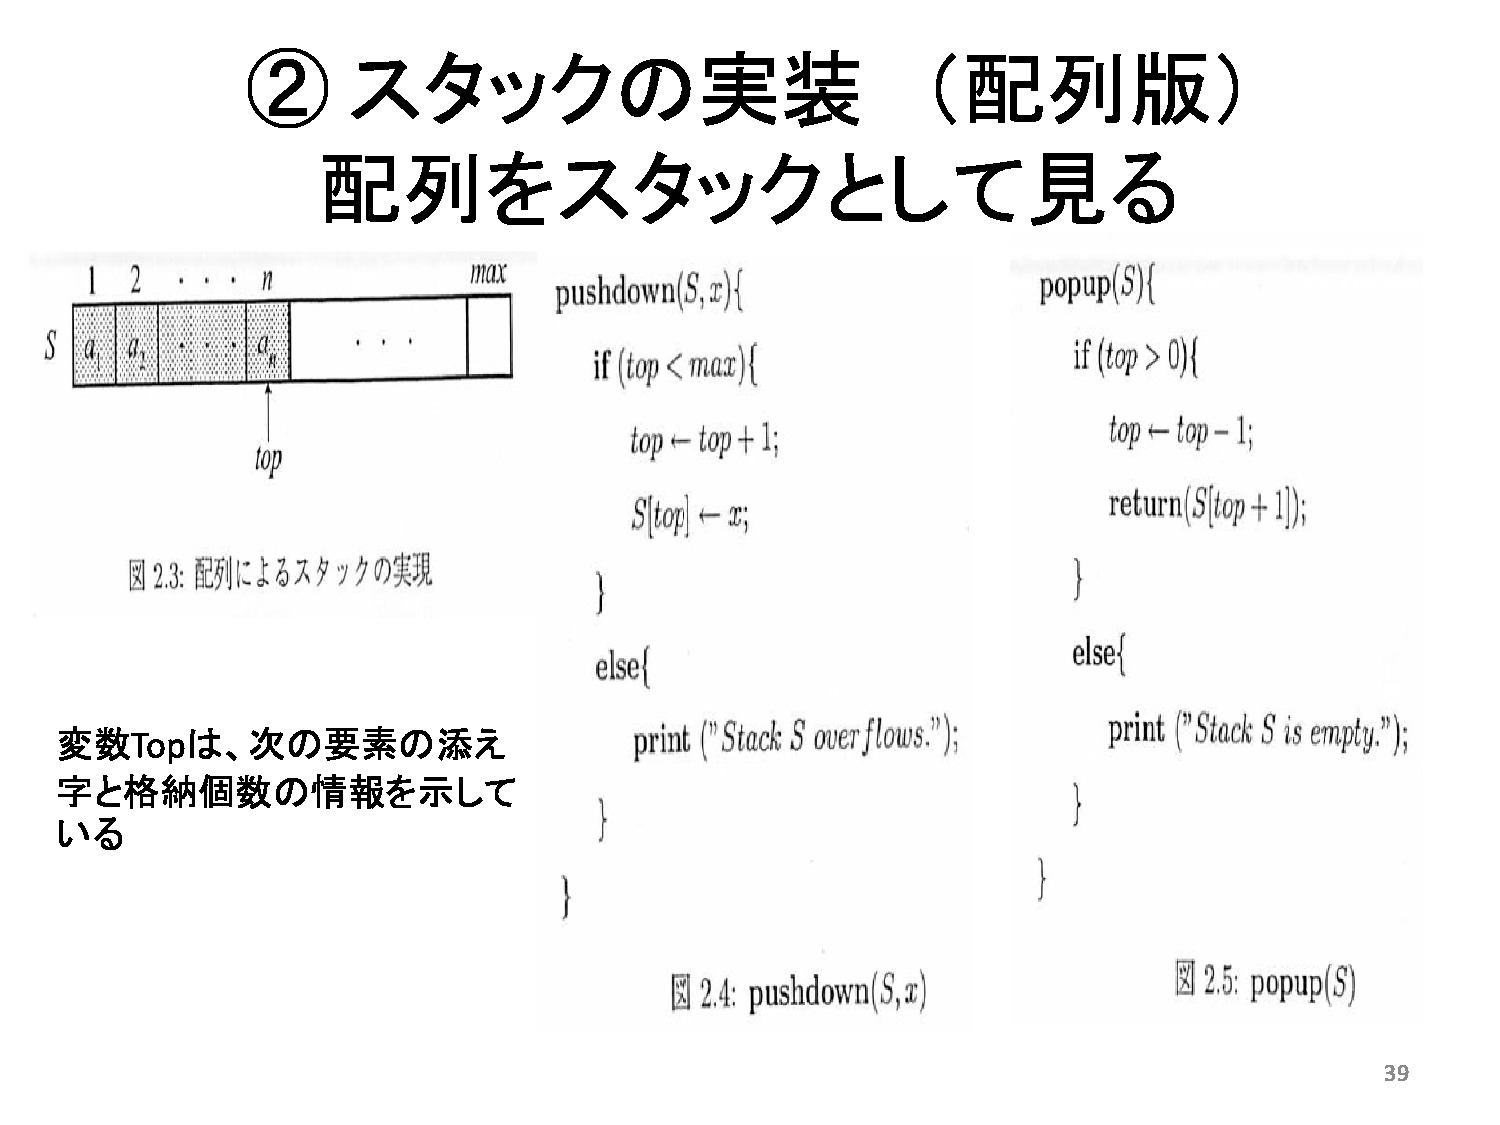 ② スタックの実装 （配列版）
配列をスタックとして見る
1 2 · · · n max
S a₁ a₂ · · · aₙ · · ·
top
図 2.3: 配列によるスタックの実現
変数Topは、次の要素の添え
字と格納個数の情報を示して
いる
pushdown(S, x){
if (top < max){
top ← top + 1;
S[top] ← x;
}
else{
print ("Stack S overflows.");
}
}
図 2.4: pushdown(S, x)
popup(S){
if (top > 0){
top ← top − 1;
return(S[top + 1]);
}
else{
print ("Stack S is empty.");
}
}
図 2.5: popup(S)
39